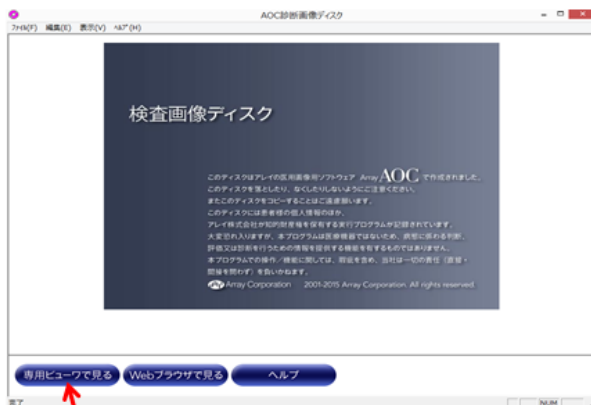 AOC診断画像ディスク
ファイル(F) 編集(E) 表示(V) ヘルプ(H)
検査画像ディスク
このディスクはアレイの医用画像用ソフトウェア Array AOC で作成されました。
このディスクを落としたり、なくしたりしないようにご注意ください。
またこのディスクをコピーすることはご遠慮願います。
このディスクには患者様の個人情報のほか、
アレイ株式会社が知的財産権を保有する実行プログラムが記録されています。
大変恐れ入りますが、本プログラムは医療機器ではないため、病態に係わる判断、
評価又は診断を行うための情報を提供する機能を有するものではありません。
本プログラムでの操作/機能に関しては、瑕疵を含め、当社は一切の責任(直接・
間接を問わず)を負いかねます。
Array Corporation 2001-2015 Array Corporation. All rights reserved.
専用ビューワで見る Webブラウザで見る ヘルプ
完了 NUM